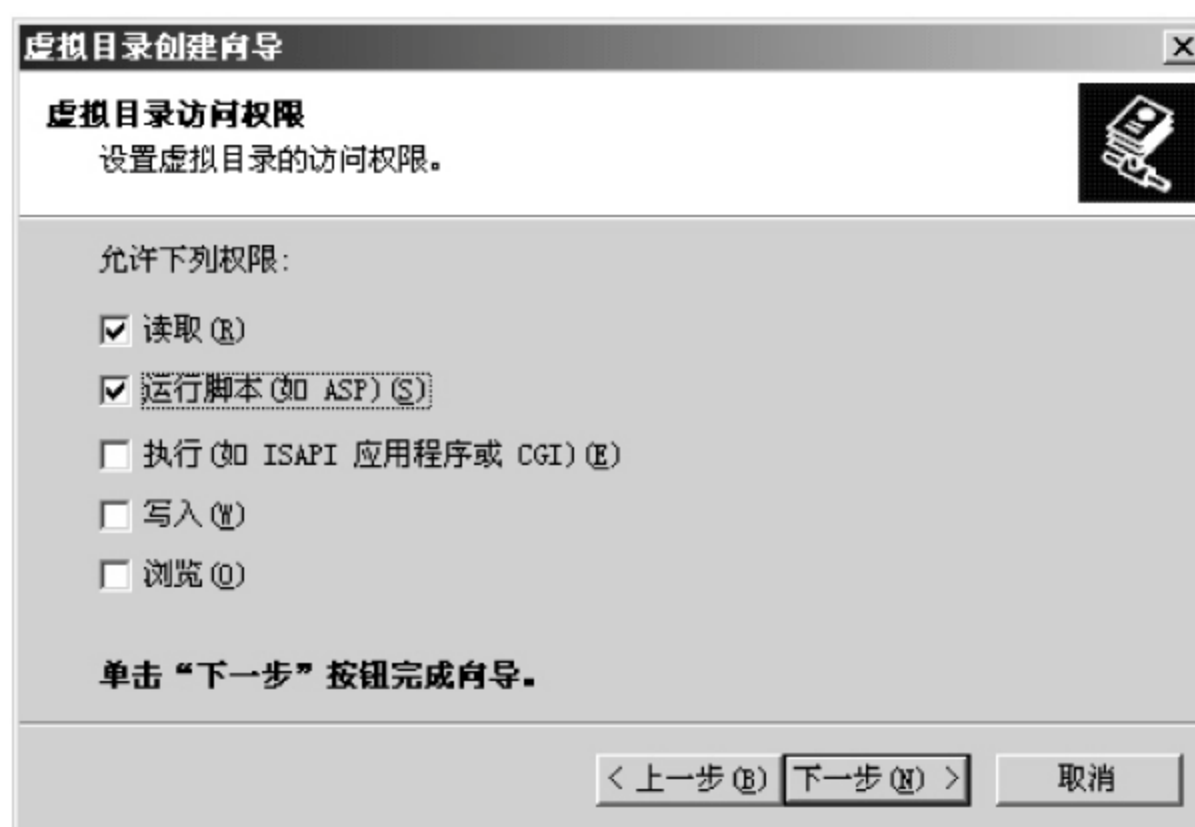 虚拟目录创建向导
虚拟目录访问权限
设置虚拟目录的访问权限。
允许下列权限:
读取(R)
运行脚本(如 ASP)(S)
执行(如 ISAPI 应用程序或 CGI)(E)
写入(W)
浏览(O)
单击“下一步”按钮完成向导。
< 上一步(B) 下一步(N) > 取消